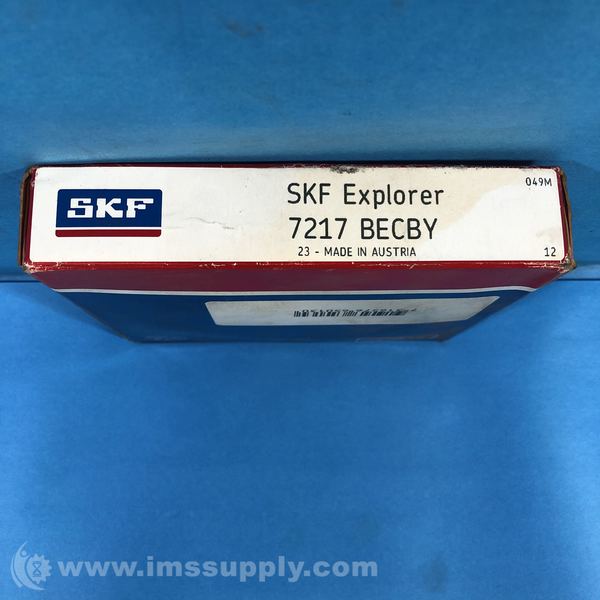 SKF
SKF Explorer
7217 BECBY
23 - MADE IN AUSTRIA
049M
12
www.imssupply.com